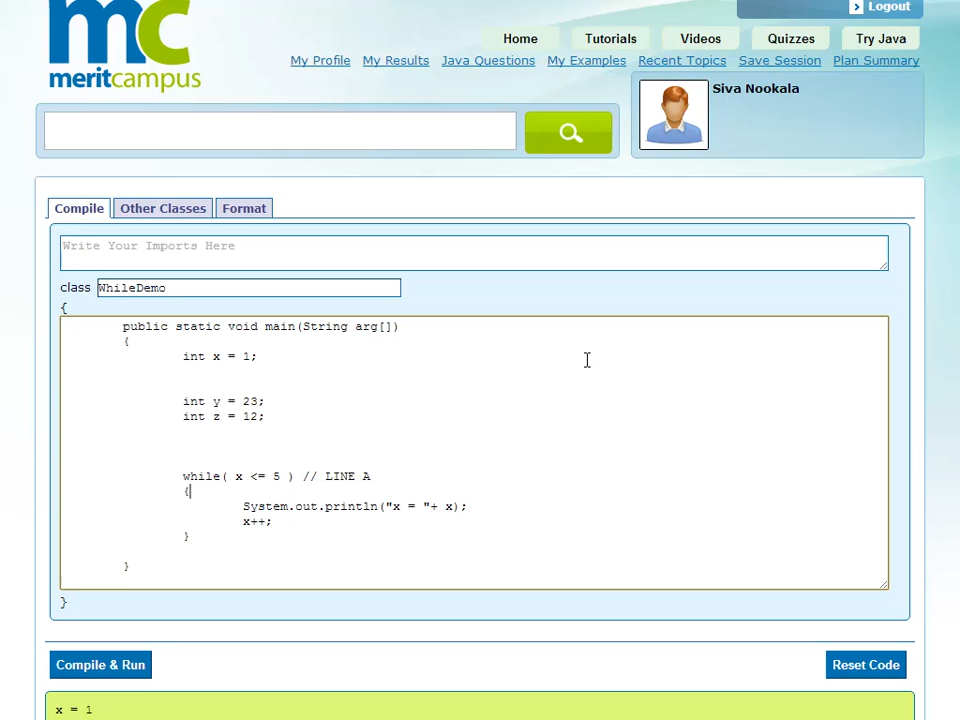 Logout
mc
meritcampus
Home Tutorials Videos Quizzes Try Java
My Profile My Results Java Questions My Examples Recent Topics Save Session Plan Summary
Siva Nookala
Compile Other Classes Format
Write Your Imports Here
class WhileDemo
{
public static void main(String arg[])
{
int x = 1;
int y = 23;
int z = 12;
while( x <= 5 ) // LINE A
{
System.out.println("x = "+ x);
x++;
}
}
}
Compile & Run Reset Code
x = 1